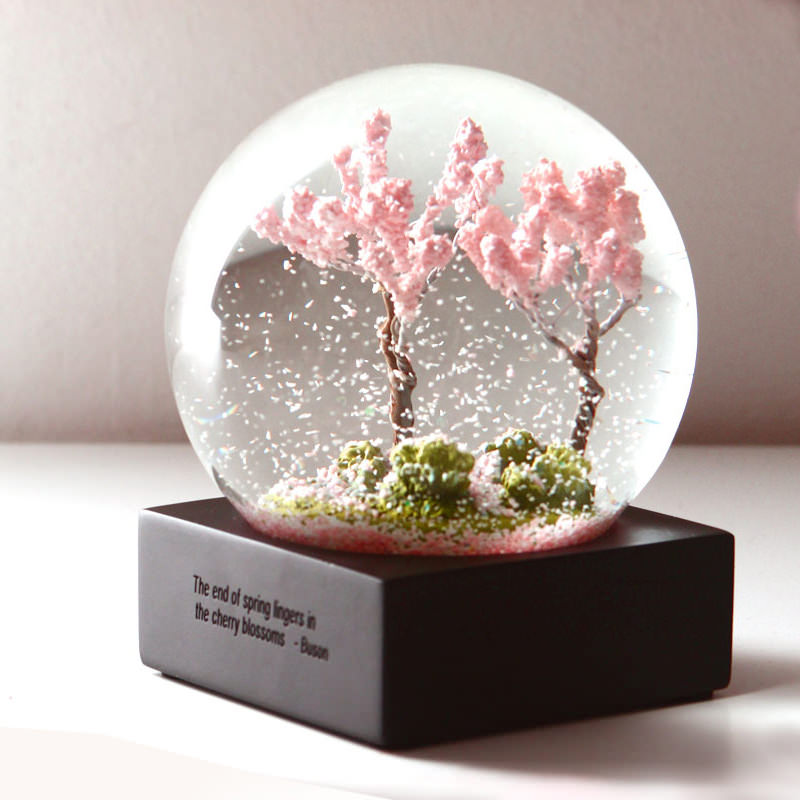 The end of spring lingers in
the cherry blossoms - Buson